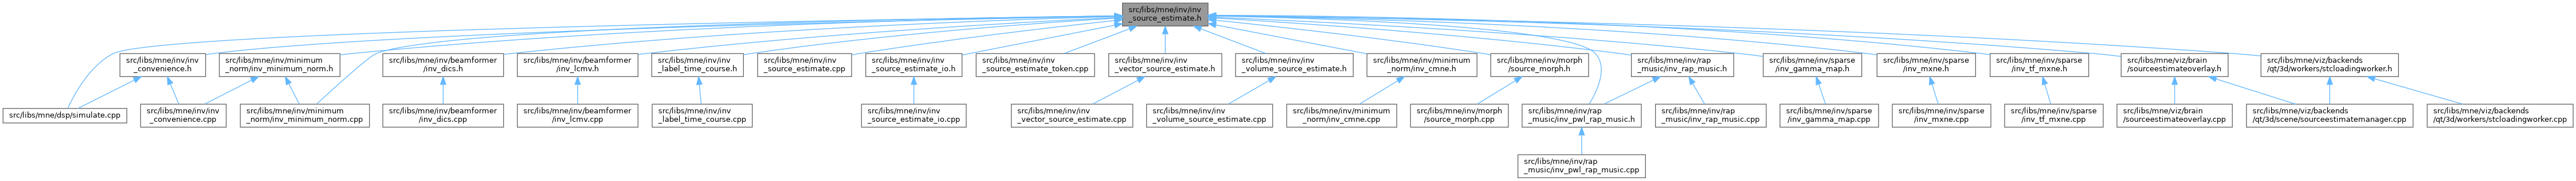 src/libs/mne/inv/inv
_source_estimate.h
src/libs/mne/inv/inv
_convenience.h
src/libs/mne/inv/minimum
_norm/inv_minimum_norm.h
src/libs/mne/inv/beamformer
/inv_dics.h
src/libs/mne/inv/beamformer
/inv_lcmv.h
src/libs/mne/inv/inv
_label_time_course.h
src/libs/mne/inv/inv
_source_estimate.cpp
src/libs/mne/inv/inv
_source_estimate_io.h
src/libs/mne/inv/inv
_source_estimate_token.cpp
src/libs/mne/inv/inv
_vector_source_estimate.h
src/libs/mne/inv/inv
_volume_source_estimate.h
src/libs/mne/inv/minimum
_norm/inv_cmne.h
src/libs/mne/inv/morph
/source_morph.h
src/libs/mne/inv/rap
_music/inv_rap_music.h
src/libs/mne/inv/sparse
/inv_gamma_map.h
src/libs/mne/inv/sparse
/inv_mxne.h
src/libs/mne/inv/sparse
/inv_tf_mxne.h
src/libs/mne/viz/brain
/sourceestimateoverlay.h
src/libs/mne/viz/backends
/qt/3d/workers/stcloadingworker.h
src/libs/mne/dsp/simulate.cpp
src/libs/mne/inv/inv
_convenience.cpp
src/libs/mne/inv/minimum
_norm/inv_minimum_norm.cpp
src/libs/mne/inv/beamformer
/inv_dics.cpp
src/libs/mne/inv/beamformer
/inv_lcmv.cpp
src/libs/mne/inv/inv
_label_time_course.cpp
src/libs/mne/inv/inv
_source_estimate_io.cpp
src/libs/mne/inv/inv
_vector_source_estimate.cpp
src/libs/mne/inv/inv
_volume_source_estimate.cpp
src/libs/mne/inv/minimum
_norm/inv_cmne.cpp
src/libs/mne/inv/morph
/source_morph.cpp
src/libs/mne/inv/rap
_music/inv_pwl_rap_music.h
src/libs/mne/inv/rap
_music/inv_rap_music.cpp
src/libs/mne/inv/sparse
/inv_gamma_map.cpp
src/libs/mne/inv/sparse
/inv_mxne.cpp
src/libs/mne/inv/sparse
/inv_tf_mxne.cpp
src/libs/mne/viz/brain
/sourceestimateoverlay.cpp
src/libs/mne/viz/backends
/qt/3d/scene/sourceestimatemanager.cpp
src/libs/mne/viz/backends
/qt/3d/workers/stcloadingworker.cpp
src/libs/mne/inv/rap
_music/inv_pwl_rap_music.cpp